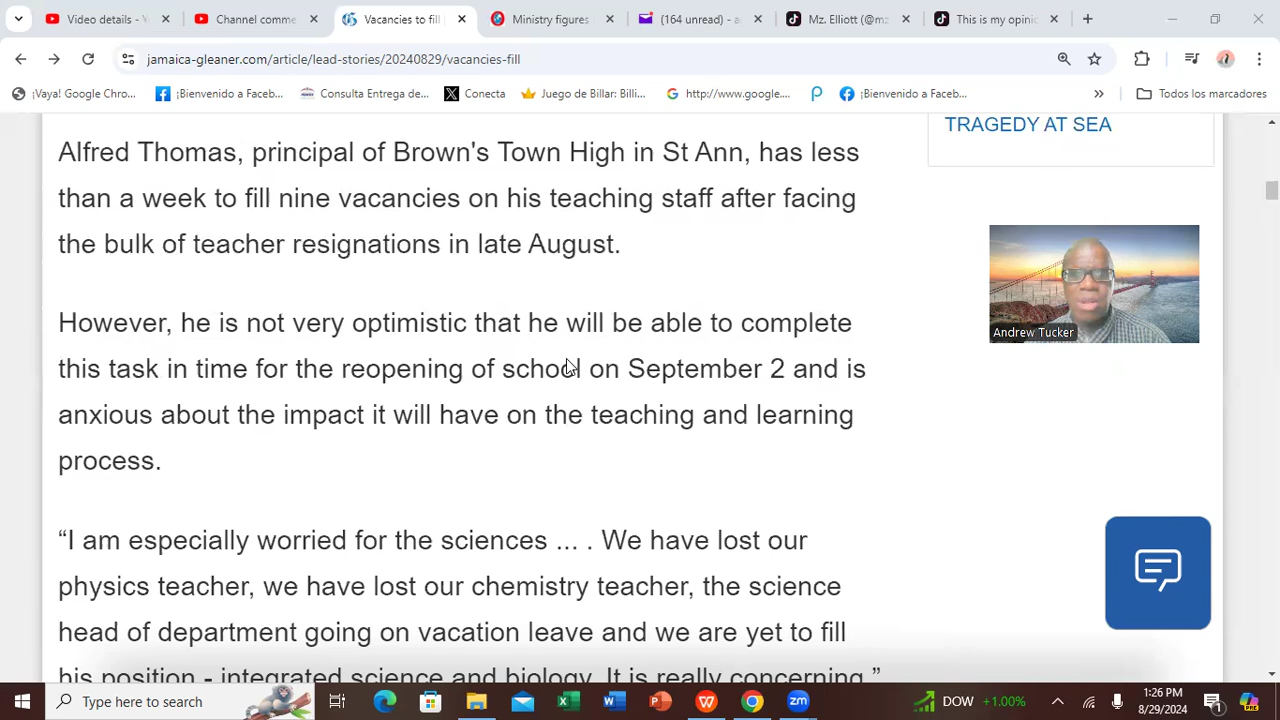 Video details - Y
Channel comme
Vacancies to fill
Ministry figures
(164 unread) - a
Mz. Elliott (@mz
This is my opini
jamaica-gleaner.com/article/lead-stories/20240829/vacancies-fill
¡Vaya! Google Chro...
¡Bienvenido a Faceb...
Consulta Entrega de...
Conecta
Juego de Billar: Billi...
http://www.google....
¡Bienvenido a Faceb...
»
Todos los marcadores
TRAGEDY AT SEA
Alfred Thomas, principal of Brown's Town High in St Ann, has less
than a week to fill nine vacancies on his teaching staff after facing
the bulk of teacher resignations in late August.
However, he is not very optimistic that he will be able to complete
this task in time for the reopening of school on September 2 and is
anxious about the impact it will have on the teaching and learning
process.
“I am especially worried for the sciences ... . We have lost our
physics teacher, we have lost our chemistry teacher, the science
head of department going on vacation leave and we are yet to fill
his position - integrated science and biology. It is really concerning,”
Andrew Tucker
Type here to search
DOW +1.00%
1:26 PM
8/29/2024